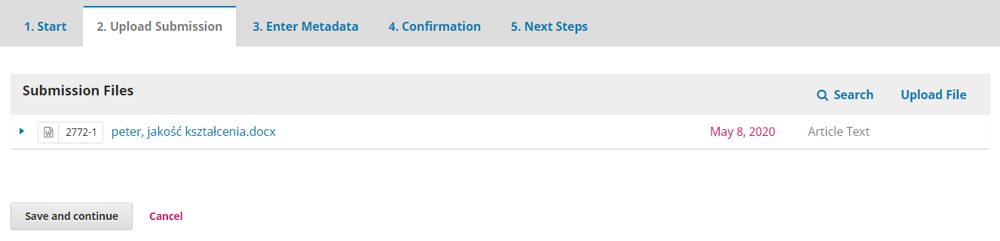 1. Start 2. Upload Submission 3. Enter Metadata 4. Confirmation 5. Next Steps
Submission Files
Search Upload File
2772-1 peter, jakość kształcenia.docx May 8, 2020 Article Text
Save and continue Cancel